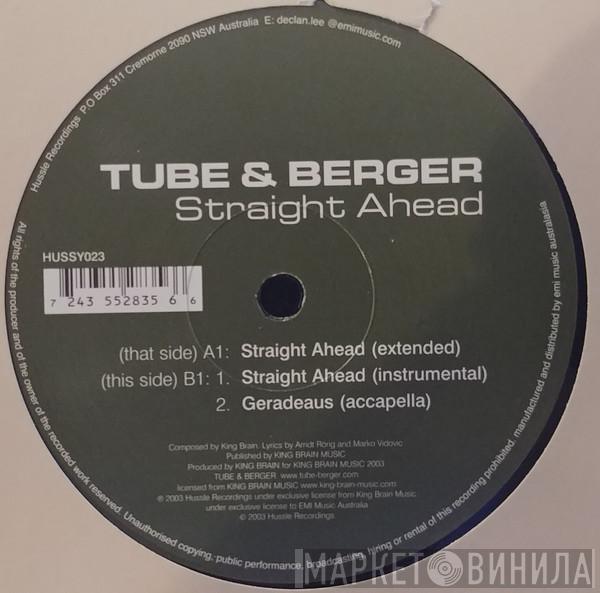 Hussle Recordings P.O Box 311 Cremorne 2090 NSW Australia E: declan.lee @emimusic.com
TUBE & BERGER
Straight Ahead
HUSSY023
7 243 552835 6 6
(that side) A1: Straight Ahead (extended)
(this side) B1: 1. Straight Ahead (instrumental)
2. Geradeaus (accapella)
Composed by King Brain. Lyrics by Arndt Rörig and Marko Vidovic
Published by KING BRAIN MUSIC
Produced by KING BRAIN for KING BRAIN MUSIC 2003
TUBE & BERGER www.tube-berger.com
licensed from KING BRAIN MUSIC www.king-brain-music.com
℗ 2003 Hussle Recordings under exclusive license from King Brain Music
under exclusive license to EMI Music Australia
© 2003 Hussle Recordings
All rights of the producer and of the owner of the recorded work reserved. Unauthorised copying, public performance, broadcasting, hiring or rental of this recording prohibited. manufactured and distributed by emi music australasia
МАРКЕТ ВИНИЛА